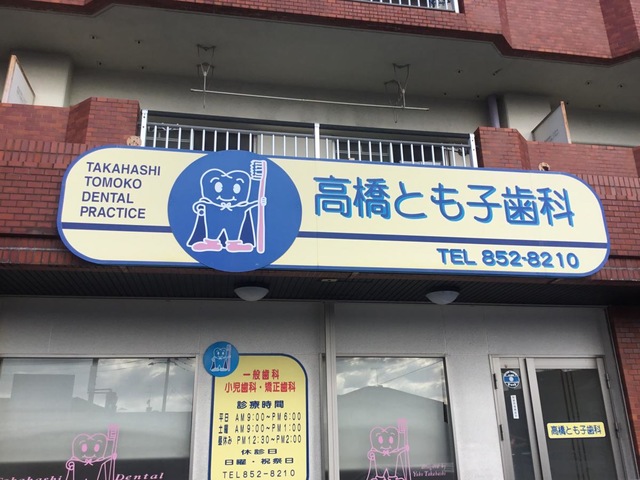 TAKAHASHI
TOMOKO
DENTAL
PRACTICE
高橋とも子歯科
TEL 852-8210
一般歯科
小児歯科・矯正歯科
診療時間
平日 AM9:00~PM6:00
土曜 AM9:00~PM1:00
昼休み PM12:30~PM2:00
休診日
日曜・祝祭日
TEL852-8210
高橋とも子歯科
Takahashi
Dental